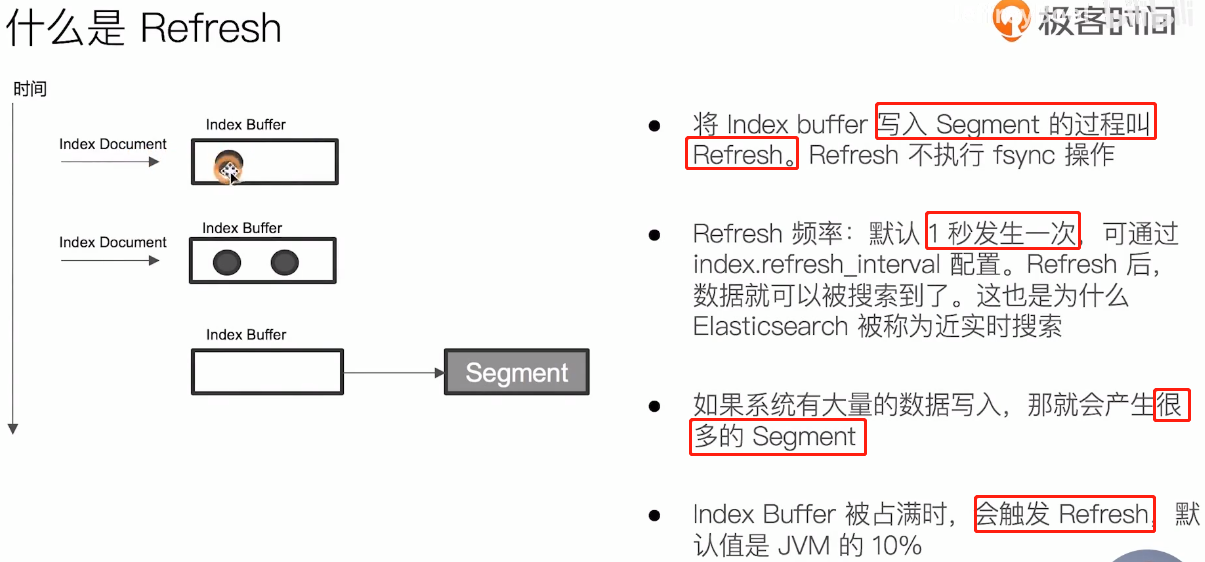 什么是 Refresh
极客时间
时间
Index Buffer
Index Document
Index Buffer
Index Document
Index Buffer
Segment
● 将 Index buffer 写入 Segment 的过程叫
Refresh。Refresh 不执行 fsync 操作
● Refresh 频率：默认 1 秒发生一次，可通过
index.refresh_interval 配置。Refresh 后，
数据就可以被搜索到了。这也是为什么
Elasticsearch 被称为近实时搜索
● 如果系统有大量的数据写入，那就会产生很
多的 Segment
● Index Buffer 被占满时，会触发 Refresh，默
认值是 JVM 的 10%